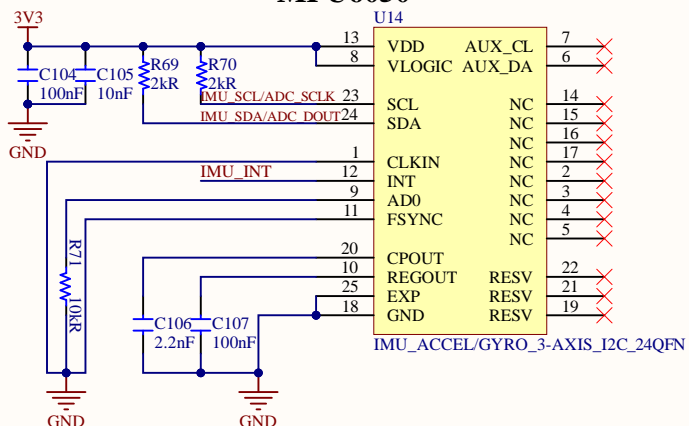 U14
3V3
13 VDD AUX_CL 7
8 VLOGIC AUX_DA 6
C104
100nF
C105
10nF
R69
2kR
R70
2kR
IMU_SCL/ADC_SCLK 23 SCL NC 14
IMU_SDA/ADC_DOUT 24 SDA NC 15
NC 16
GND
1 CLKIN NC 17
IMU_INT 12 INT NC 2
9 AD0 NC 3
11 FSYNC NC 4
NC 5
R71
10kR
20 CPOUT
10 REGOUT RESV 22
25 EXP RESV 21
18 GND RESV 19
C106
2.2nF
C107
100nF
IMU_ACCEL/GYRO_3-AXIS_I2C_24QFN
GND
GND